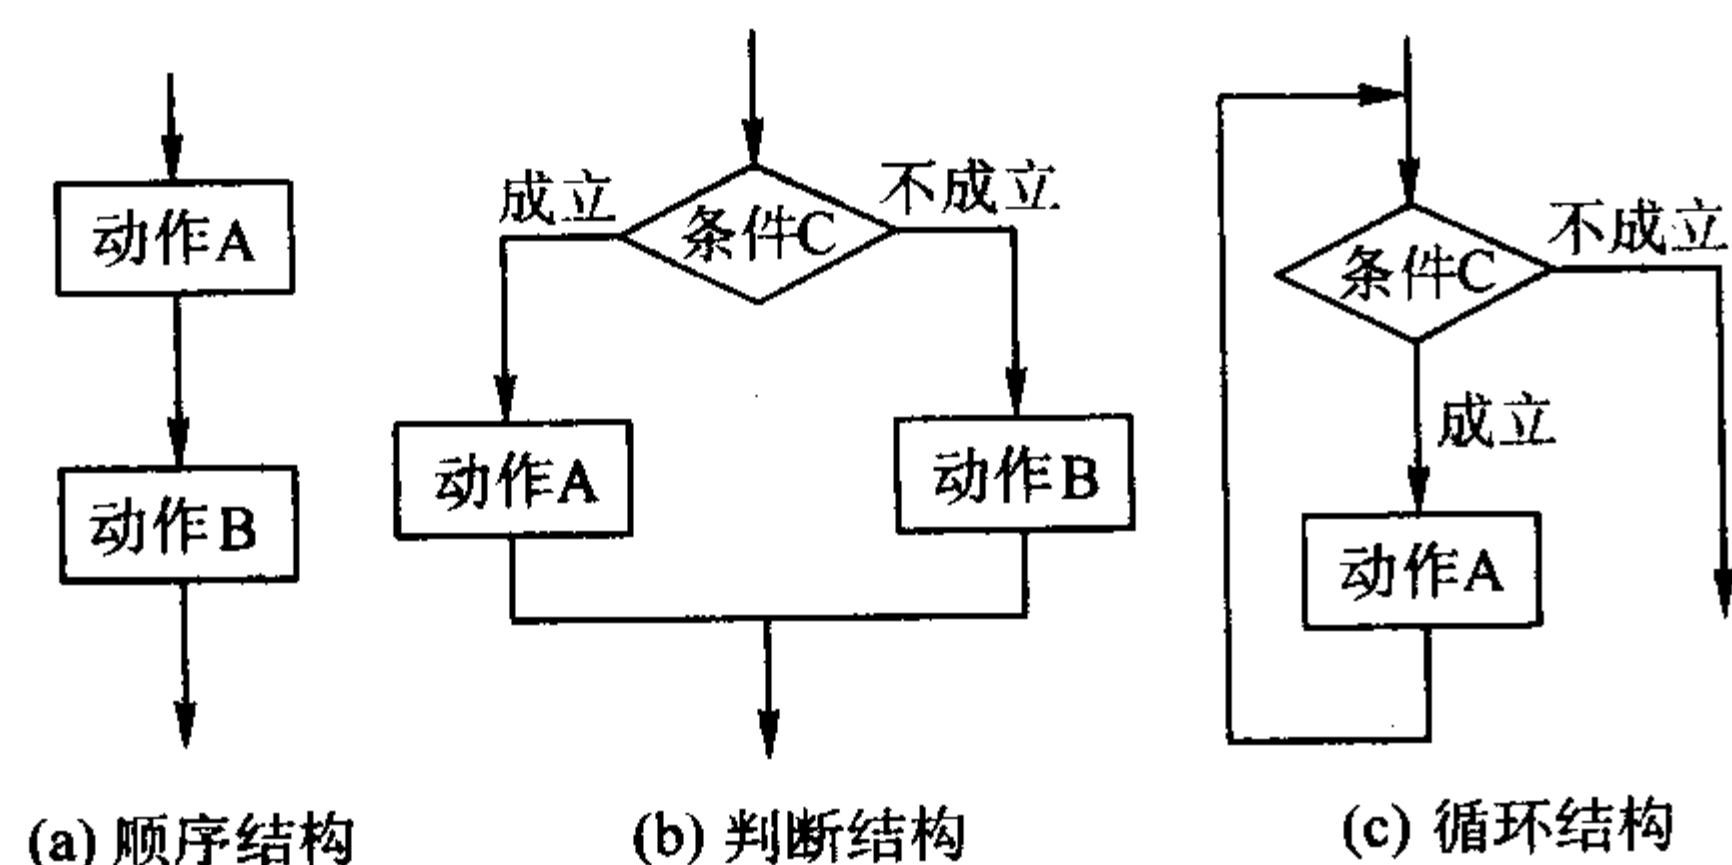 动作A
动作B
(a) 顺序结构
成立
条件C
不成立
动作A
动作B
(b) 判断结构
条件C
不成立
成立
动作A
(c) 循环结构